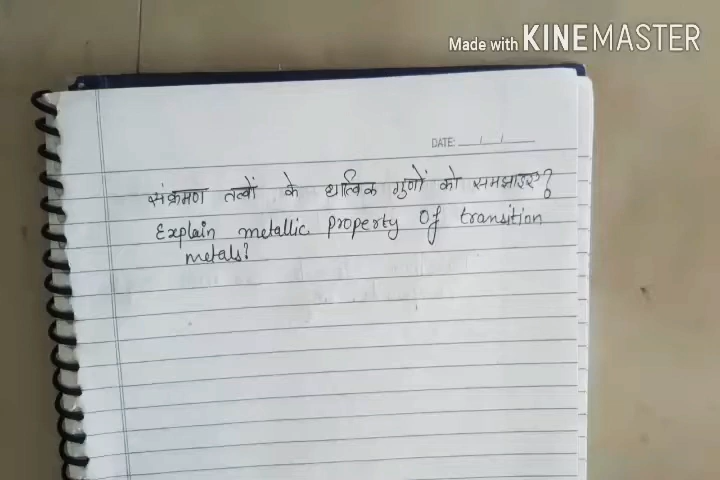 Made with KINEMASTER
DATE:
संक्रमण तत्वों के धात्विक गुणों को समझाइए?
Explain metallic property of transition
metals?